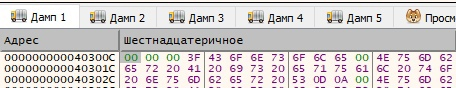 Дамп 1 Дамп 2 Дамп 3 Дамп 4 Дамп 5 Просм
Адрес Шестнадцатеричное
000000000040300C 00 00 00 3F 43 6F 6E 73 6F 6C 65 00 4E 75 6D 62
000000000040301C 65 72 20 41 20 69 73 20 65 71 75 61 6C 20 74 6F
000000000040302C 20 6E 75 6D 62 65 72 20 53 0D 0A 00 4E 75 6D 62